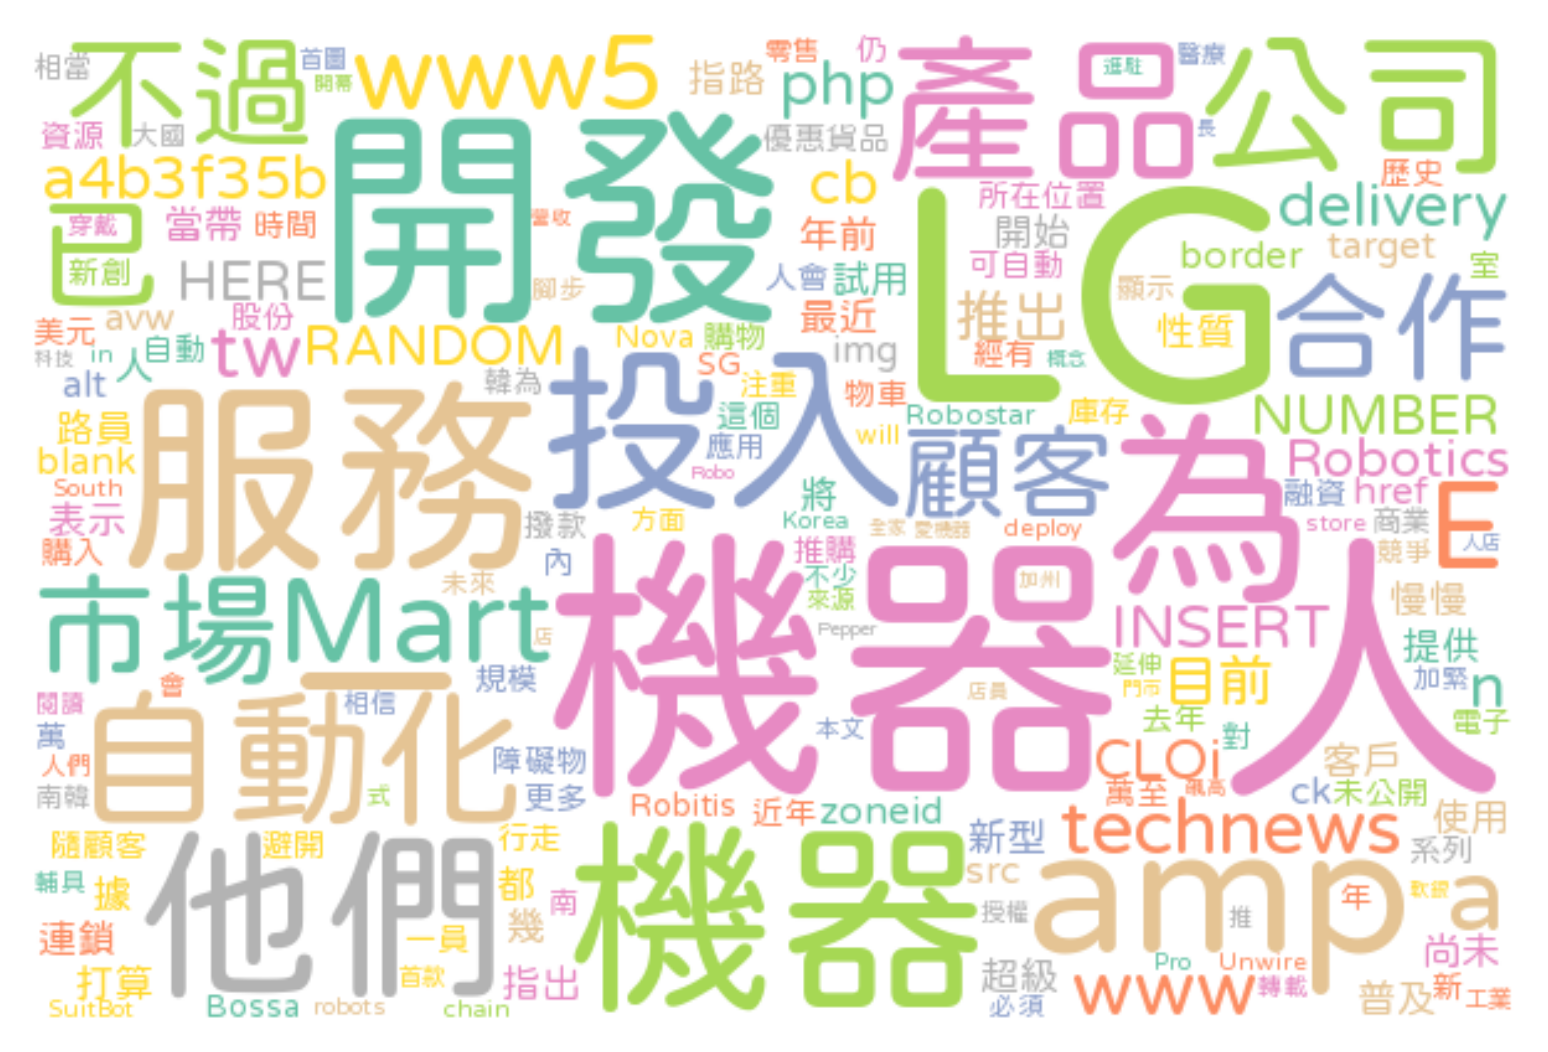 相當
不過
首圖
開幕
www5
指路
零售
仍
php
產品
進駐
醫療
公司
資源
大國
開發
優惠貨品
長
a4b3f35b
cb
所在位置
歷史
delivery
已
穿戴
當帶
時間
營收
年前
LG
開始
新創
HERE
腳步
人會
試用
可自動
border
target
室
顯示
合作
美元
avw
股份
最近
推出
性質
科技
in
人
自動
tw
RANDOM
Nova
購物
SG
img
經有
概念
alt
韓為
投入
注重
物車
路員
服務
這個
Robostar
庫存
NUMBER
blank
應用
will
顧客
為
Robotics
South
Robo
將
融資
href
E
表示
撥款
方面
Korea
全家
愛機器
deploy
store
商業
人店
購入
內
推購
競爭
未來
機器人
不少
加州
慢慢
市場
Mart
來源
店
Pepper
INSERT
提供
會
規模
延伸
目前
加緊
n
閱讀
自動化
相信
店員
門市
萬
本文
去年
對
電子
人們
障礙物
CLOi
客戶
南韓
式
更多
Robitis
近年
zoneid
萬至
飆高
ck
未公開
隨顧客
他們
避開
行走
機器
新型
technews
使用
系列
src
amp
輔具
據
都
南
授權
推
年
軟銀
a
連鎖
一員
幾
尚未
打算
首款
指出
超級
Pro
Unwire
SuitBot
Bossa
robots
chain
必須
www
轉載
普及
新
工業